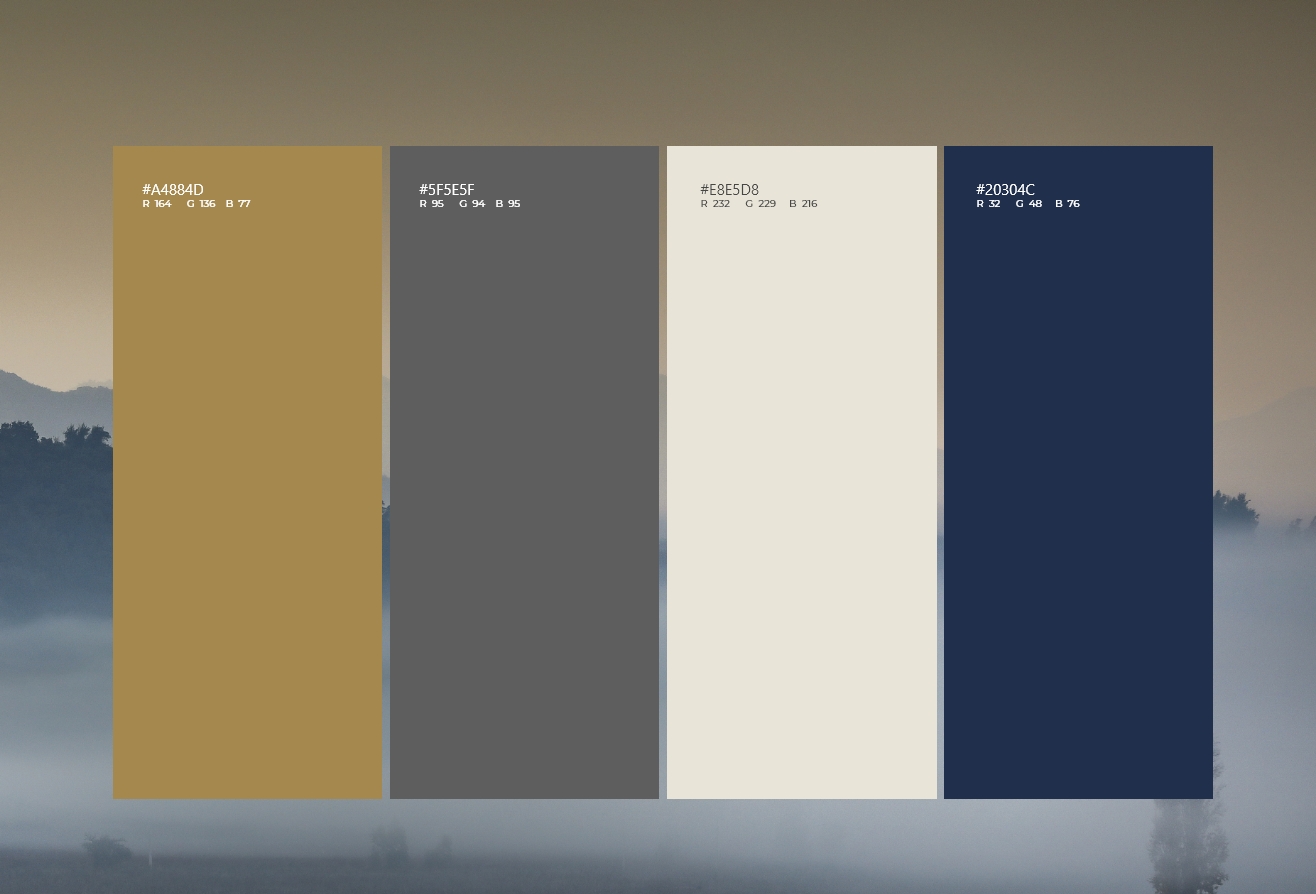 #A4884D
R 164 G 136 B 77
#5F5E5F
R 95 G 94 B 95
#E8E5D8
R 232 G 229 B 216
#20304C
R 32 G 48 B 76